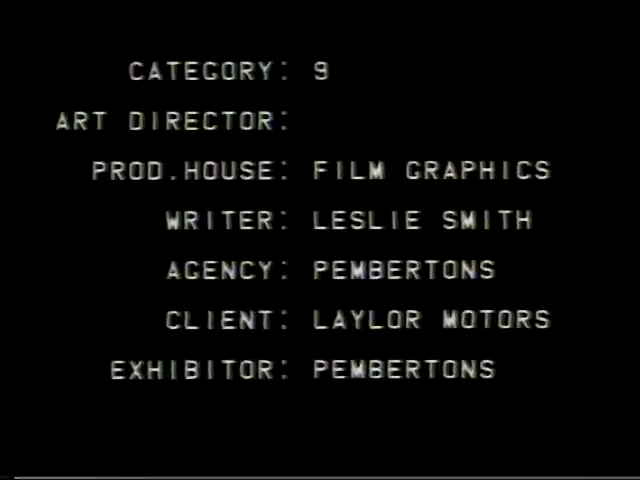 CATEGORY: 9
ART DIRECTOR:
PROD.HOUSE: FILM GRAPHICS
WRITER: LESLIE SMITH
AGENCY: PEMBERTONS
CLIENT: LAYLOR MOTORS
EXHIBITOR: PEMBERTONS